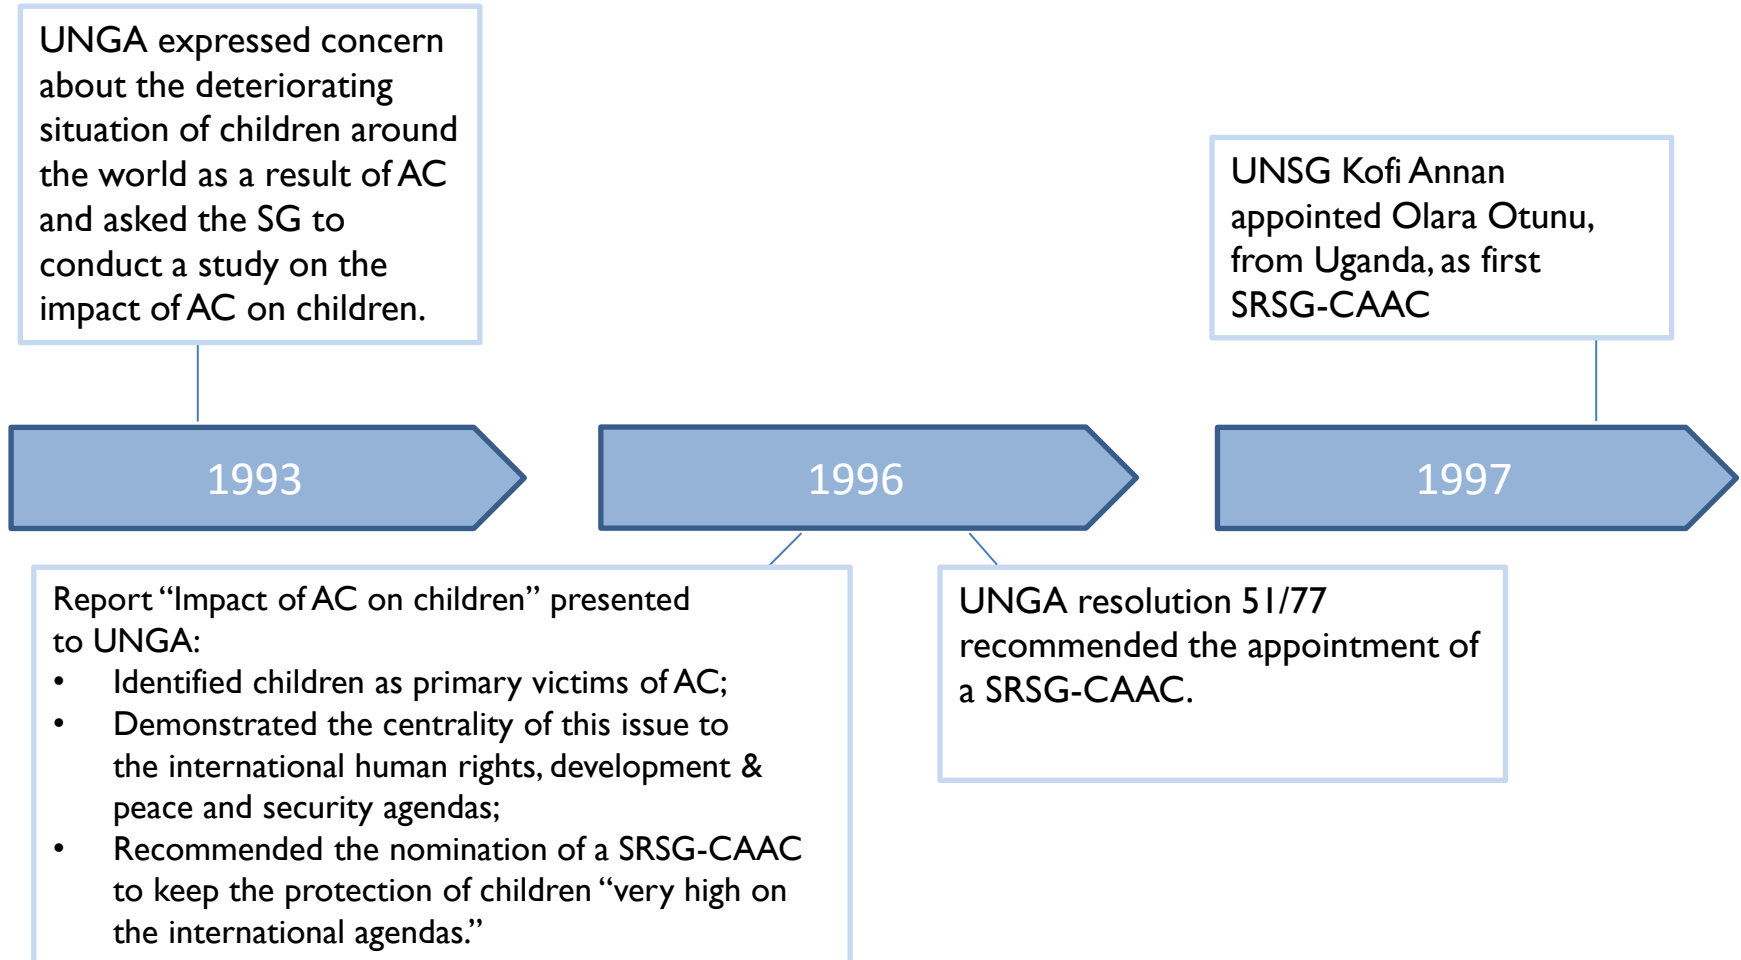 UNGA expressed concern
about the deteriorating
situation of children around
the world as a result of AC
and asked the SG to
conduct a study on the
impact of AC on children.
UNSG Kofi Annan
appointed Olara Otunu,
from Uganda, as first
SRSG-CAAC
1993
1996
1997
Report “Impact of AC on children” presented
to UNGA:
• Identified children as primary victims of AC;
• Demonstrated the centrality of this issue to
the international human rights, development &
peace and security agendas;
• Recommended the nomination of a SRSG-CAAC
to keep the protection of children “very high on
the international agendas.”
UNGA resolution 51/77
recommended the appointment of
a SRSG-CAAC.